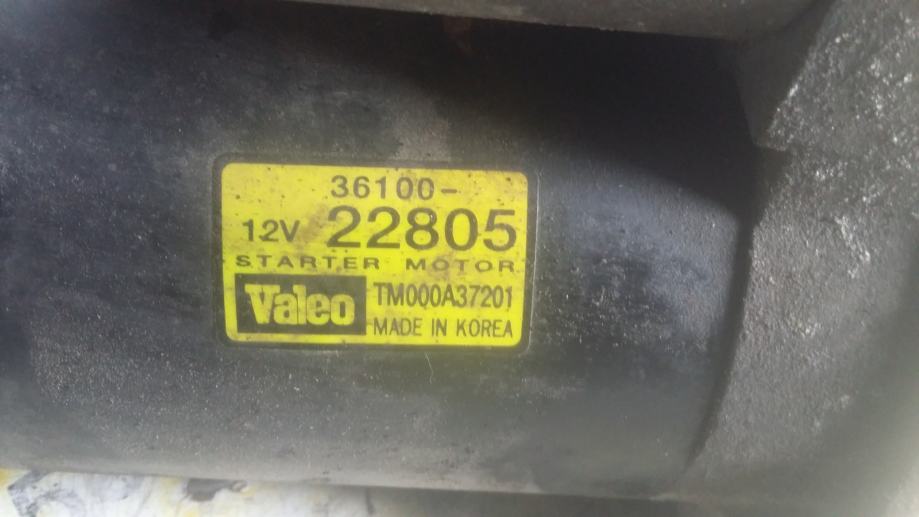 36100-
12V 22805
STARTER MOTOR
Valeo TM000A37201
MADE IN KOREA